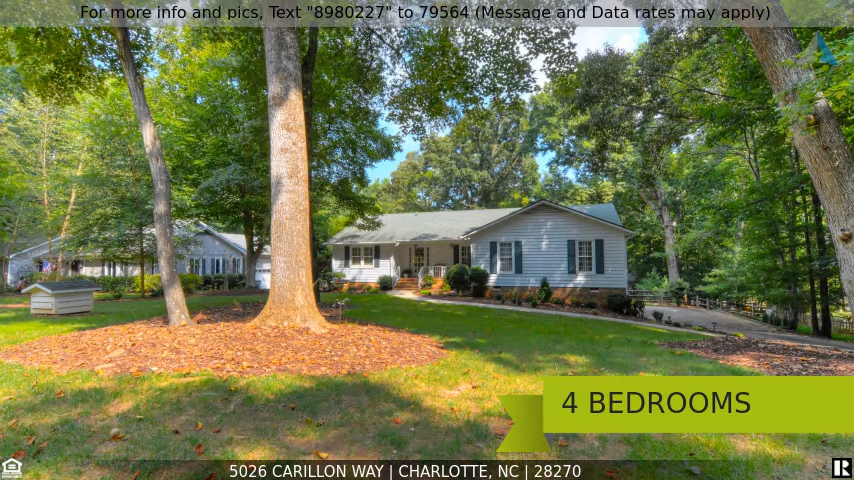 For more info and pics, Text "8980227" to 79564 (Message and Data rates may apply)
4 BEDROOMS
5026 CARILLON WAY | CHARLOTTE, NC | 28270